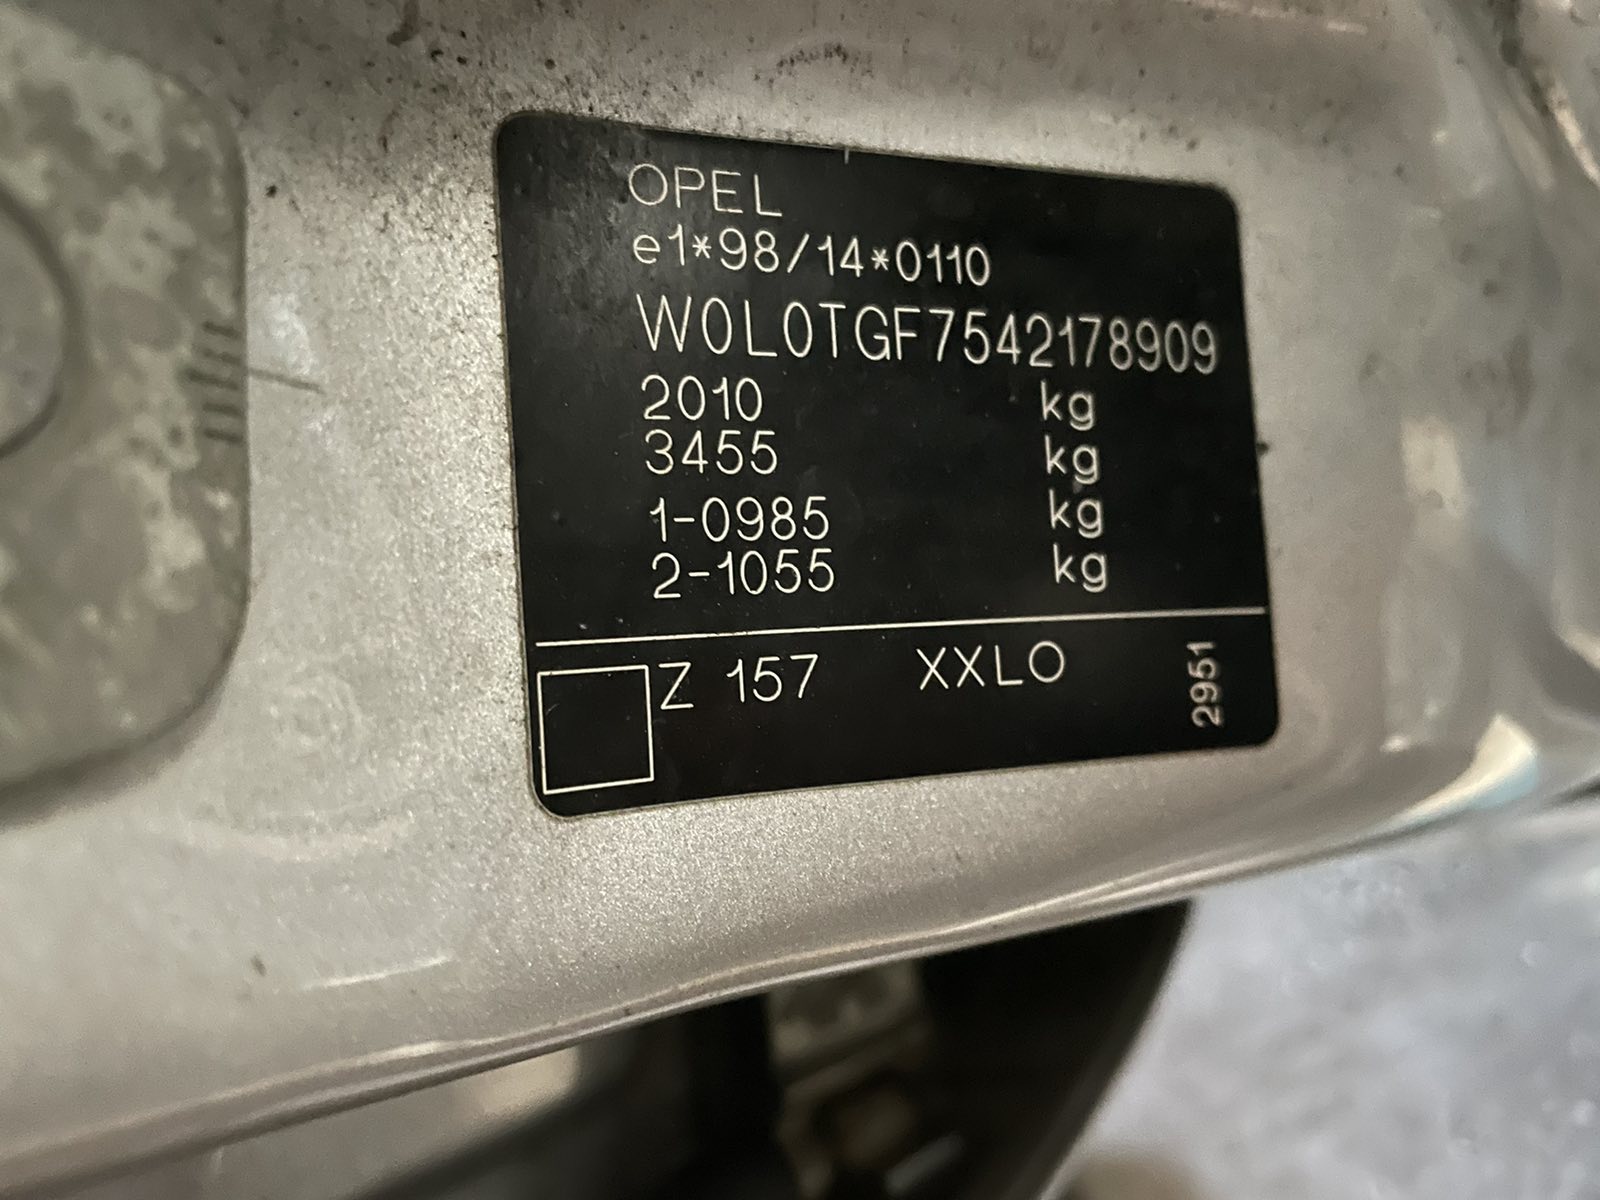 OPEL
e1*98/14*0110
W0L0TGF7542178909
2010 kg
3455 kg
1-0985 kg
2-1055 kg
Z 157 XXLO
2951